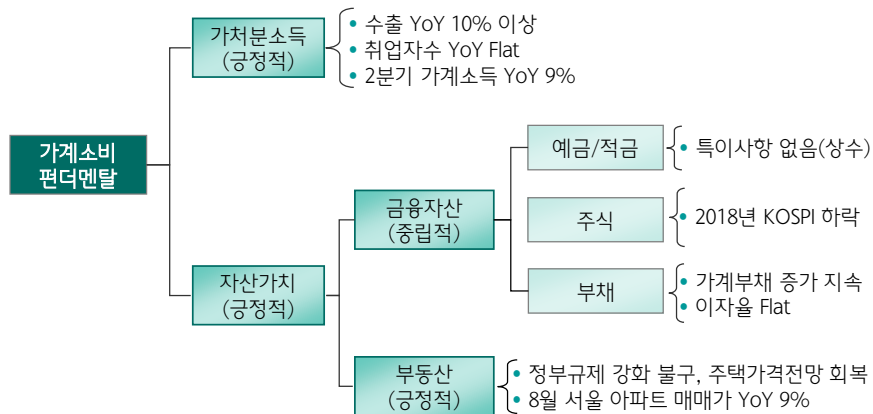 가계소비
펀더멘탈
가처분소득
(긍정적)
• 수출 YoY 10% 이상
• 취업자수 YoY Flat
• 2분기 가계소득 YoY 9%
자산가치
(긍정적)
금융자산
(중립적)
예금/적금
• 특이사항 없음(상수)
주식
• 2018년 KOSPI 하락
부채
• 가계부채 증가 지속
• 이자율 Flat
부동산
(긍정적)
• 정부규제 강화 불구, 주택가격전망 회복
• 8월 서울 아파트 매매가 YoY 9%